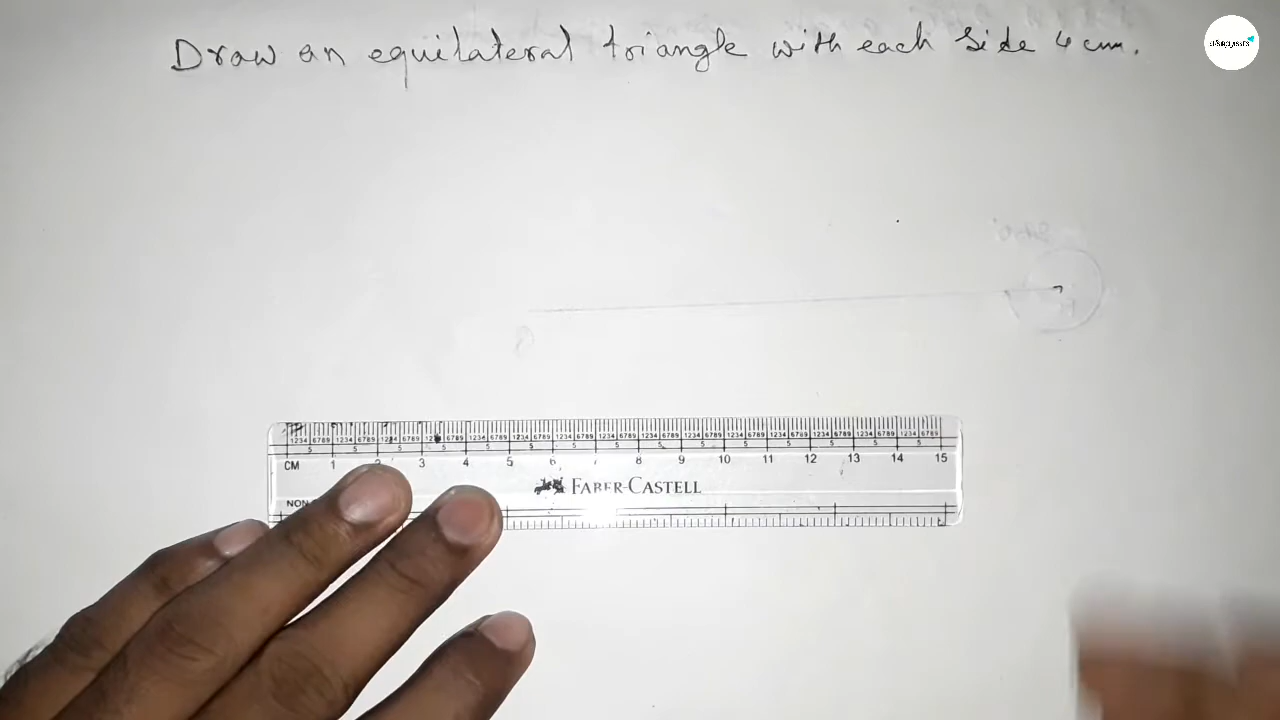 Draw an equilateral triangle with each side 4 cm.
CM 1 2 3 4 5 6 7 8 9 10 11 12 13 14 15
FABER-CASTELL
NON